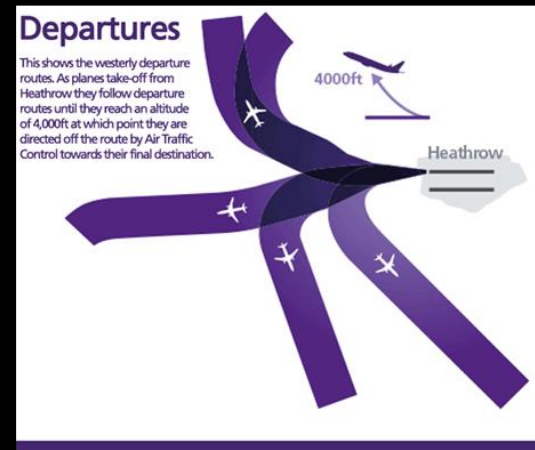 Departures
This shows the westerly departure
routes. As planes take-off from
Heathrow they follow departure
routes until they reach an altitude
of 4,000ft at which point they are
directed off the route by Air Traffic
Control towards their final destination.
4000ft
Heathrow